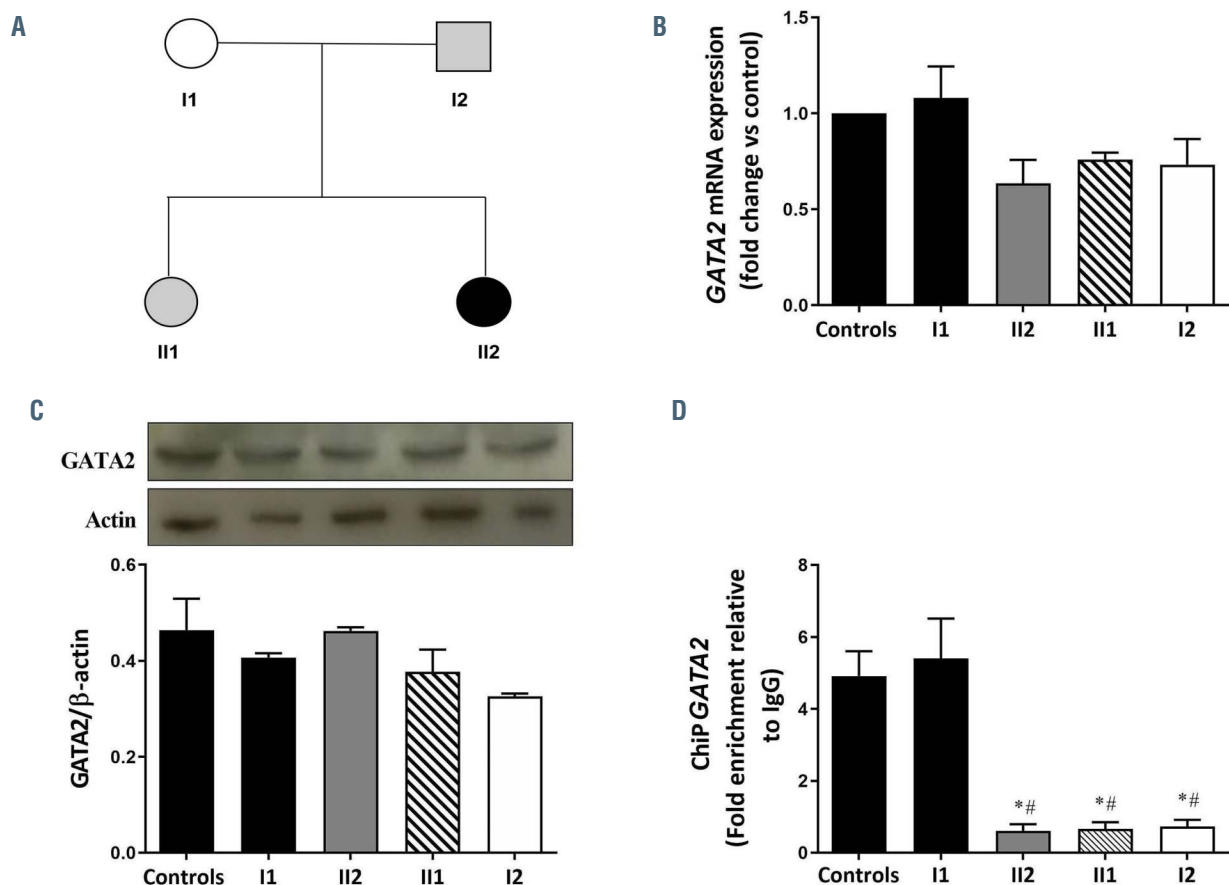 A
I1
I2
II1
II2
B
GATA2 mRNA expression
(fold change vs control)
1.5
1.0
0.5
0.0
Controls I1 II2 II1 I2
C
GATA2
Actin
GATA2/β-actin
0.6
0.4
0.2
0.0
Controls I1 II2 II1 I2
D
ChiP GATA2
(Fold enrichment relative
to IgG)
8
6
4
2
0
*# *# *#
Controls I1 II2 II1 I2